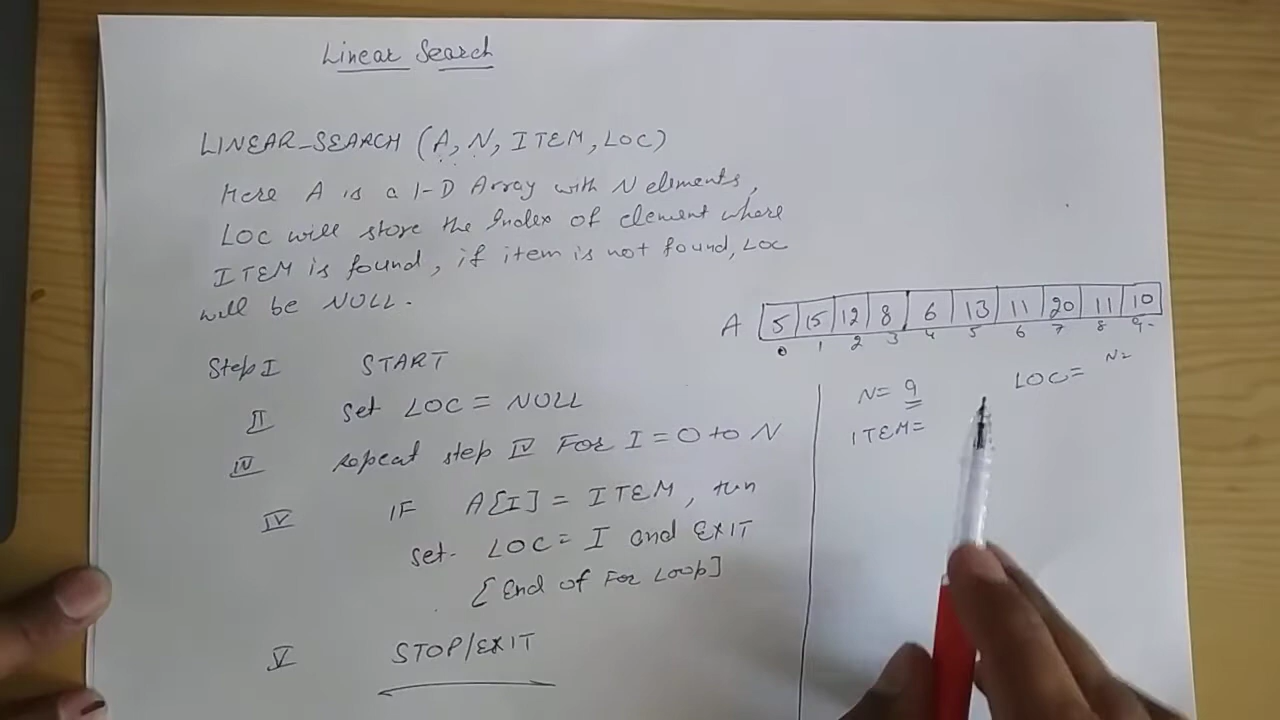 Linear Search
LINEAR_SEARCH (A, N, ITEM, LOC)
Here A is a 1-D Array with N elements,
LOC will store the Index of element where
ITEM is found, if item is not found, LOC
will be NULL.
Step I START
II Set LOC = NULL
III Repeat step IV For I = 0 to N
IV IF A[I] = ITEM, then
Set LOC = I and EXIT
[End of For Loop]
V STOP/EXIT
A 5 15 12 8 6 13 11 20 11 10
0 1 2 3 4 5 6 7 8 9
N= 9
LOC=
N=
ITEM=